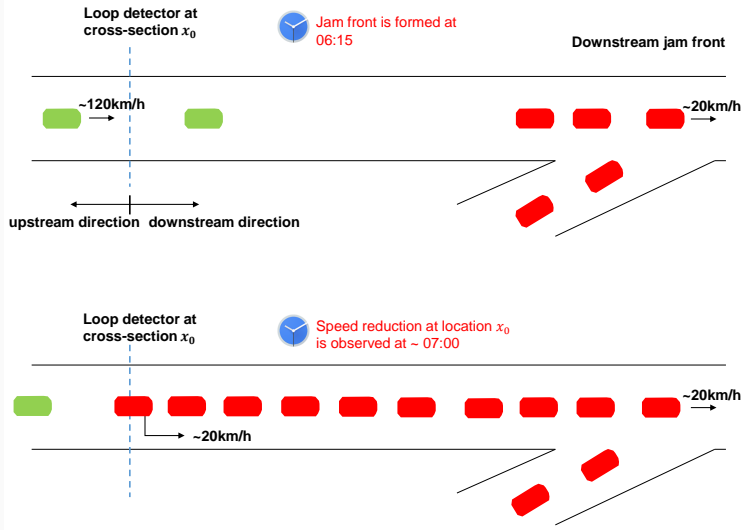 Loop detector at
cross-section x₀
Jam front is formed at
06:15
Downstream jam front
~120km/h
~20km/h
upstream direction
downstream direction
Loop detector at
cross-section x₀
Speed reduction at location x₀
is observed at ~ 07:00
~20km/h
~20km/h